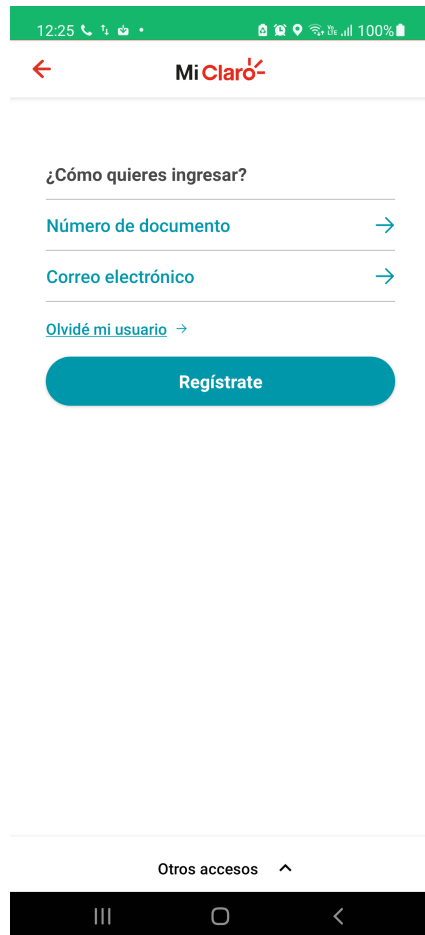 12:25 100%
Mi Claro
¿Cómo quieres ingresar?
Número de documento
Correo electrónico
Olvidé mi usuario
Regístrate
Otros accesos